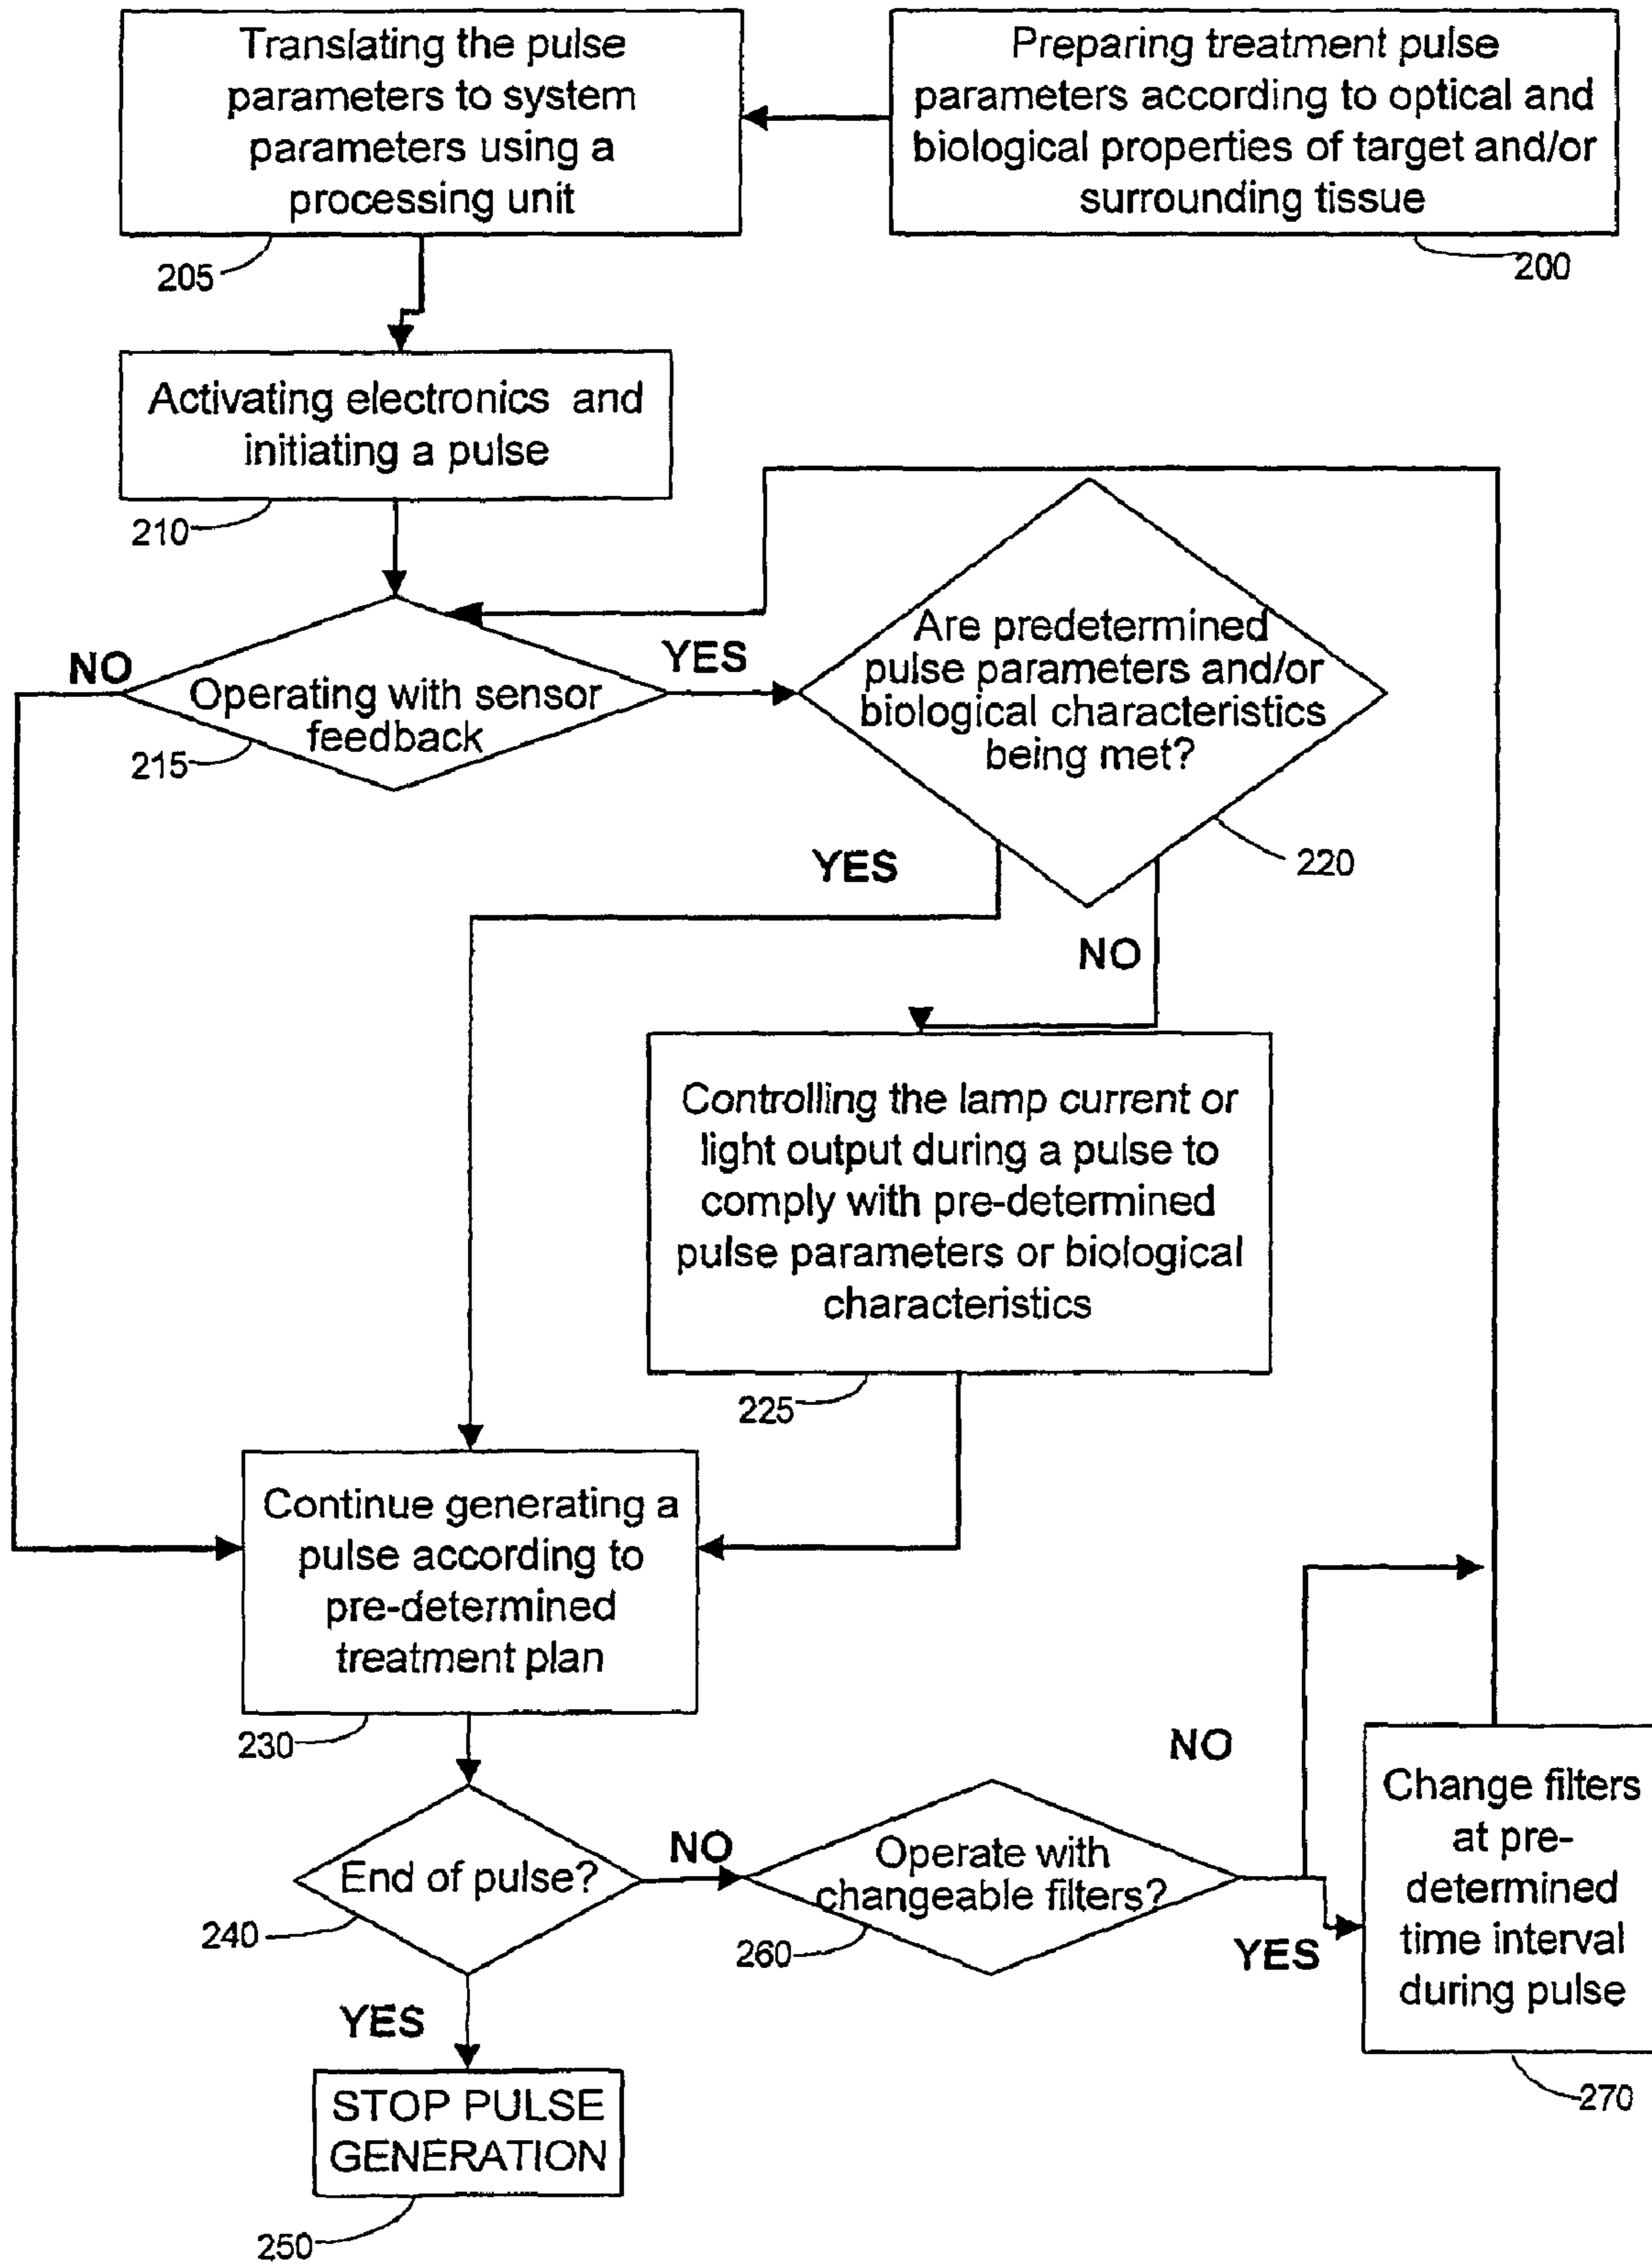 Translating the pulse
parameters to system
parameters using a
processing unit
205
Preparing treatment pulse
parameters according to optical and
biological properties of target and/or
surrounding tissue
200
Activating electronics and
initiating a pulse
210
NO
Operating with sensor
feedback
215
YES
Are predetermined
pulse parameters and/or
biological characteristics
being met?
220
YES
NO
Controlling the lamp current or
light output during a pulse to
comply with pre-determined
pulse parameters or biological
characteristics
225
Continue generating a
pulse according to
pre-determined
treatment plan
230
End of pulse?
240
NO
Operate with
changeable filters?
260
NO
YES
Change filters
at pre-
determined
time interval
during pulse
270
YES
STOP PULSE
GENERATION
250